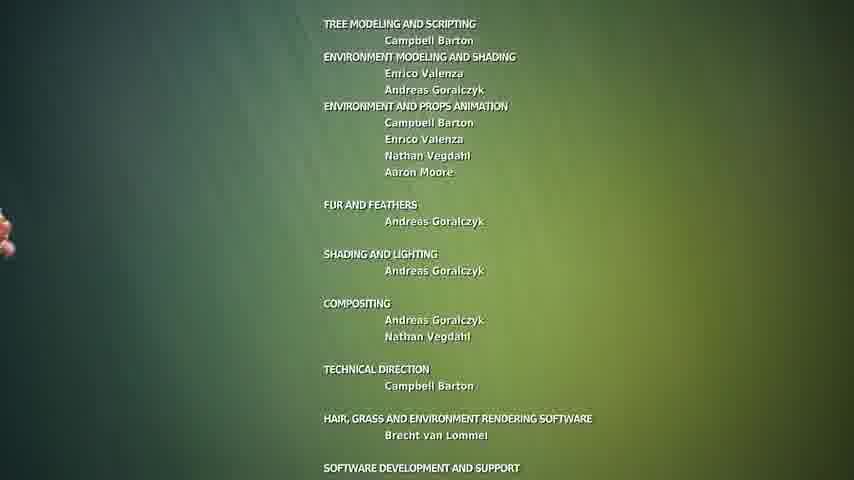 TREE MODELING AND SCRIPTING
Campbell Barton
ENVIRONMENT MODELING AND SHADING
Enrico Valenza
Andreas Goralczyk
ENVIRONMENT AND PROPS ANIMATION
Campbell Barton
Enrico Valenza
Nathan Vegdahl
Aaron Moore
FUR AND FEATHERS
Andreas Goralczyk
SHADING AND LIGHTING
Andreas Goralczyk
COMPOSITING
Andreas Goralczyk
Nathan Vegdahl
TECHNICAL DIRECTION
Campbell Barton
HAIR, GRASS AND ENVIRONMENT RENDERING SOFTWARE
Brecht van Lommel
SOFTWARE DEVELOPMENT AND SUPPORT